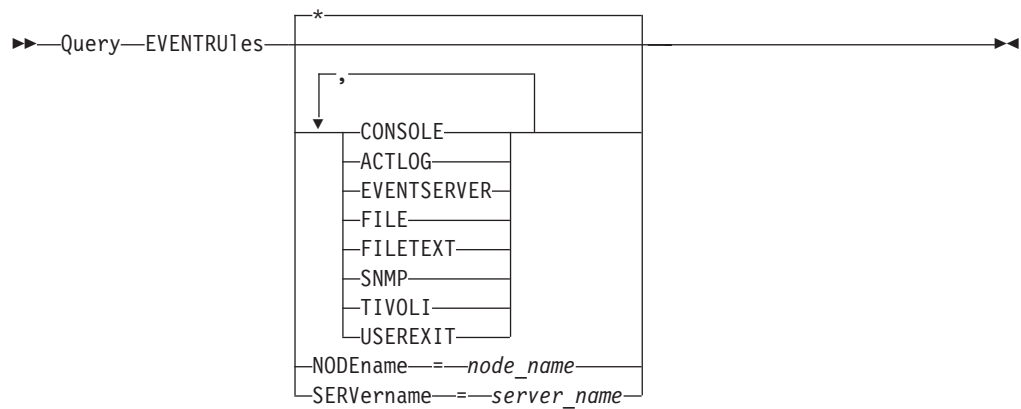 *
Query EVENTRUles
,
CONSOLE
ACTLOG
EVENTSERVER
FILE
FILETEXT
SNMP
TIVOLI
USEREXIT
NODEname = node_name
SERVername = server_name